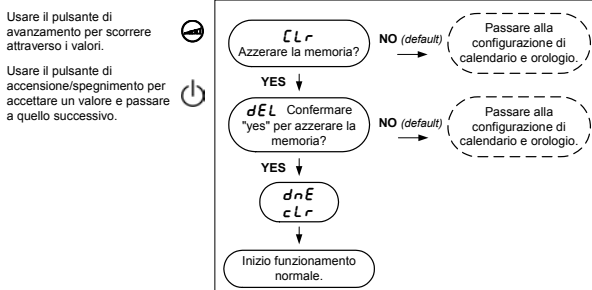 Usare il pulsante di
avanzamento per scorrere
attraverso i valori.
Usare il pulsante di
accensione/spegnimento per
accettare un valore e passare
a quello successivo.
CLr
Azzerare la memoria?
NO (default)
Passare alla
configurazione di
calendario e orologio.
YES
dEL Confermare
"yes" per azzerare la
memoria?
NO (default)
Passare alla
configurazione di
calendario e orologio.
YES
dnE
cLr
Inizio funzionamento
normale.